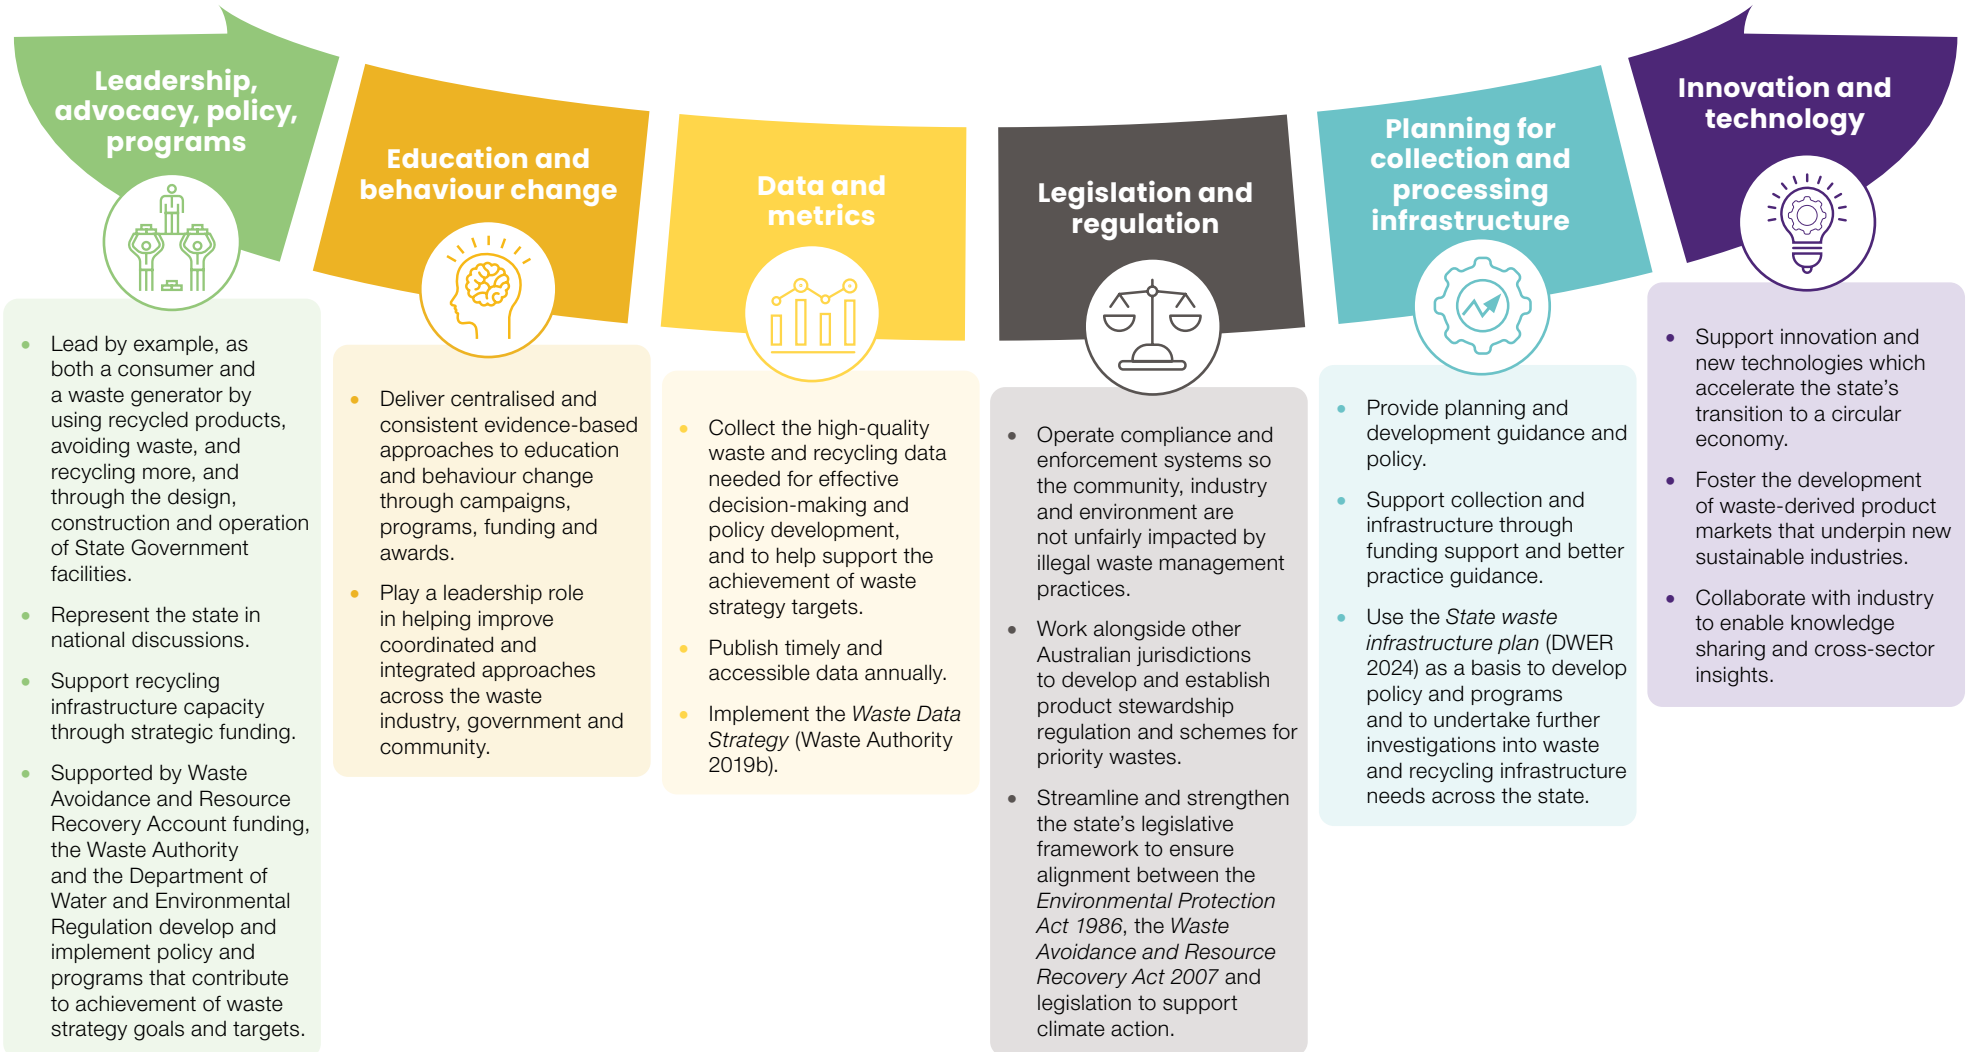 Leadership,
advocacy, policy,
programs
Lead by example, as
both a consumer and
a waste generator by
using recycled products,
avoiding waste, and
recycling more, and
through the design,
construction and operation
of State Government
facilities.
Represent the state in
national discussions.
Support recycling
infrastructure capacity
through strategic funding.
Supported by Waste
Avoidance and Resource
Recovery Account funding,
the Waste Authority
and the Department of
Water and Environmental
Regulation develop and
implement policy and
programs that contribute
to achievement of waste
strategy goals and targets.
Education and
behaviour change
Deliver centralised and
consistent evidence-based
approaches to education
and behaviour change
through campaigns,
programs, funding and
awards.
Play a leadership role
in helping improve
coordinated and
integrated approaches
across the waste
industry, government and
community.
Data and
metrics
Collect the high-quality
waste and recycling data
needed for effective
decision-making and
policy development,
and to help support the
achievement of waste
strategy targets.
Publish timely and
accessible data annually.
Implement the Waste Data
Strategy (Waste Authority
2019b).
Legislation and
regulation
Operate compliance and
enforcement systems so
the community, industry
and environment are
not unfairly impacted by
illegal waste management
practices.
Work alongside other
Australian jurisdictions
to develop and establish
product stewardship
regulation and schemes for
priority wastes.
Streamline and strengthen
the state's legislative
framework to ensure
alignment between the
Environmental Protection
Act 1986, the Waste
Avoidance and Resource
Recovery Act 2007 and
legislation to support
climate action.
Planning for
collection and
processing
infrastructure
Provide planning and
development guidance and
policy.
Support collection and
infrastructure through
funding support and better
practice guidance.
Use the State waste
infrastructure plan (DWER
2024) as a basis to develop
policy and programs
and to undertake further
investigations into waste
and recycling infrastructure
needs across the state.
Innovation and
technology
Support innovation and
new technologies which
accelerate the state's
transition to a circular
economy.
Foster the development
of waste-derived product
markets that underpin new
sustainable industries.
Collaborate with industry
to enable knowledge
sharing and cross-sector
insights.